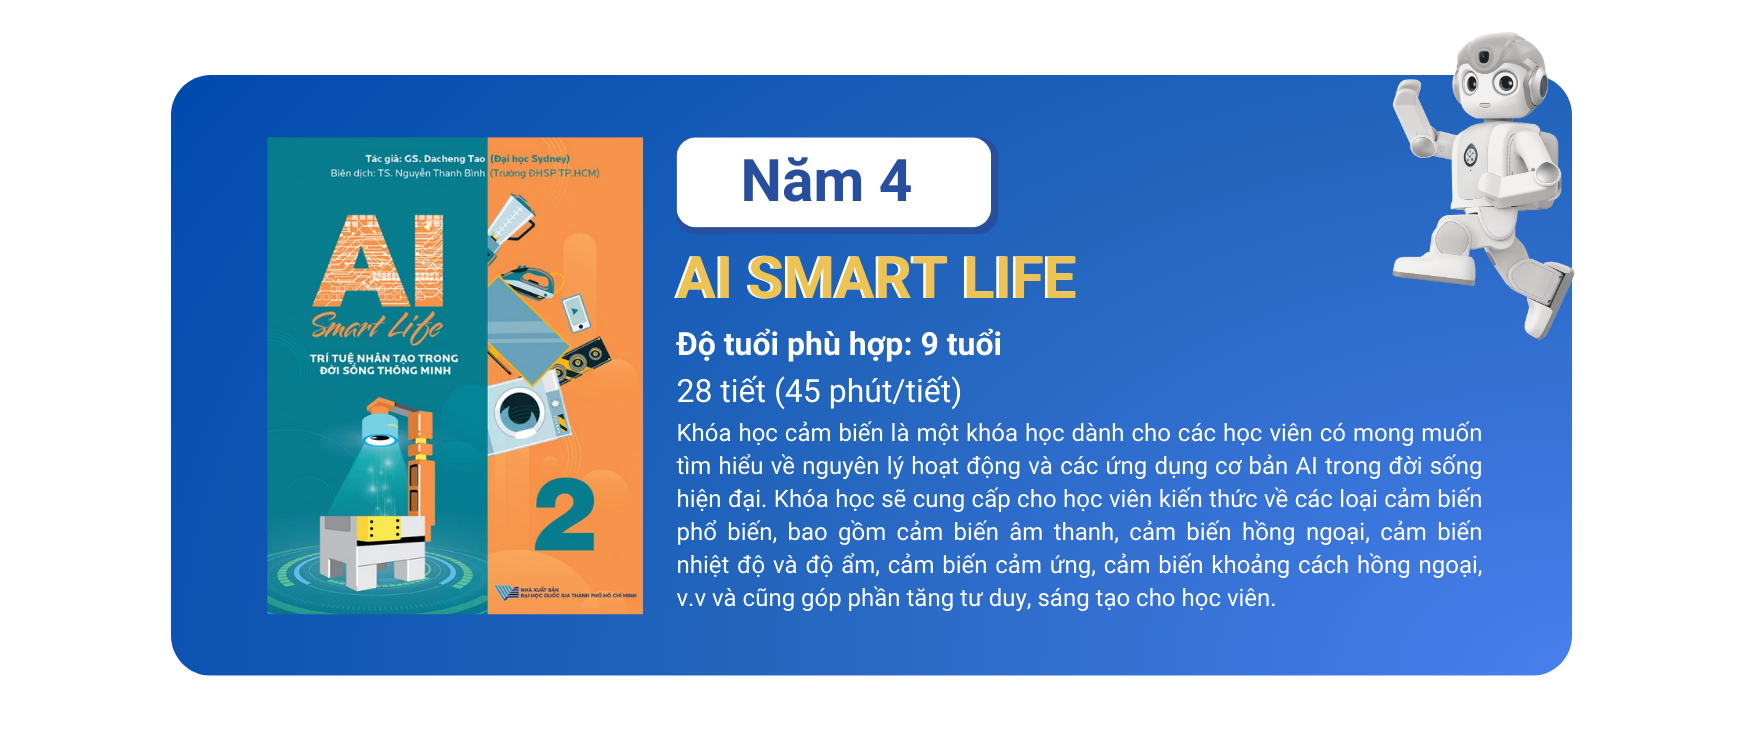 Tác giả: GS. Dacheng Tao (Đại học Sydney)
Biên dịch: TS. Nguyễn Thanh Bình (Trường ĐHSP TP.HCM)
AI
Smart Life
TRÍ TUỆ NHÂN TẠO TRONG
ĐỜI SỐNG THÔNG MINH
2
NHÀ XUẤT BẢN
ĐẠI HỌC QUỐC GIA THÀNH PHỐ HỒ CHÍ MINH
Năm 4
AI SMART LIFE
Độ tuổi phù hợp: 9 tuổi
28 tiết (45 phút/tiết)
Khóa học cảm biến là một khóa học dành cho các học viên có mong muốn
tìm hiểu về nguyên lý hoạt động và các ứng dụng cơ bản AI trong đời sống
hiện đại. Khóa học sẽ cung cấp cho học viên kiến thức về các loại cảm biến
phổ biến, bao gồm cảm biến âm thanh, cảm biến hồng ngoại, cảm biến
nhiệt độ và độ ẩm, cảm biến cảm ứng, cảm biến khoảng cách hồng ngoại,
v.v và cũng góp phần tăng tư duy, sáng tạo cho học viên.